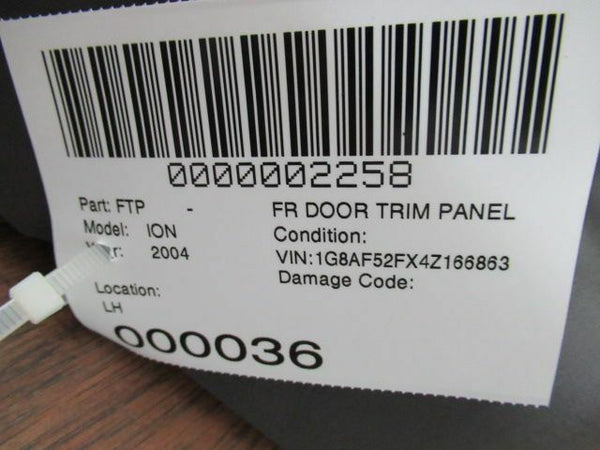 0000002258
Part: FTP - FR DOOR TRIM PANEL
Model: ION Condition:
2004 VIN:1G8AF52FX4Z166863
Location: Damage Code:
LH
000036